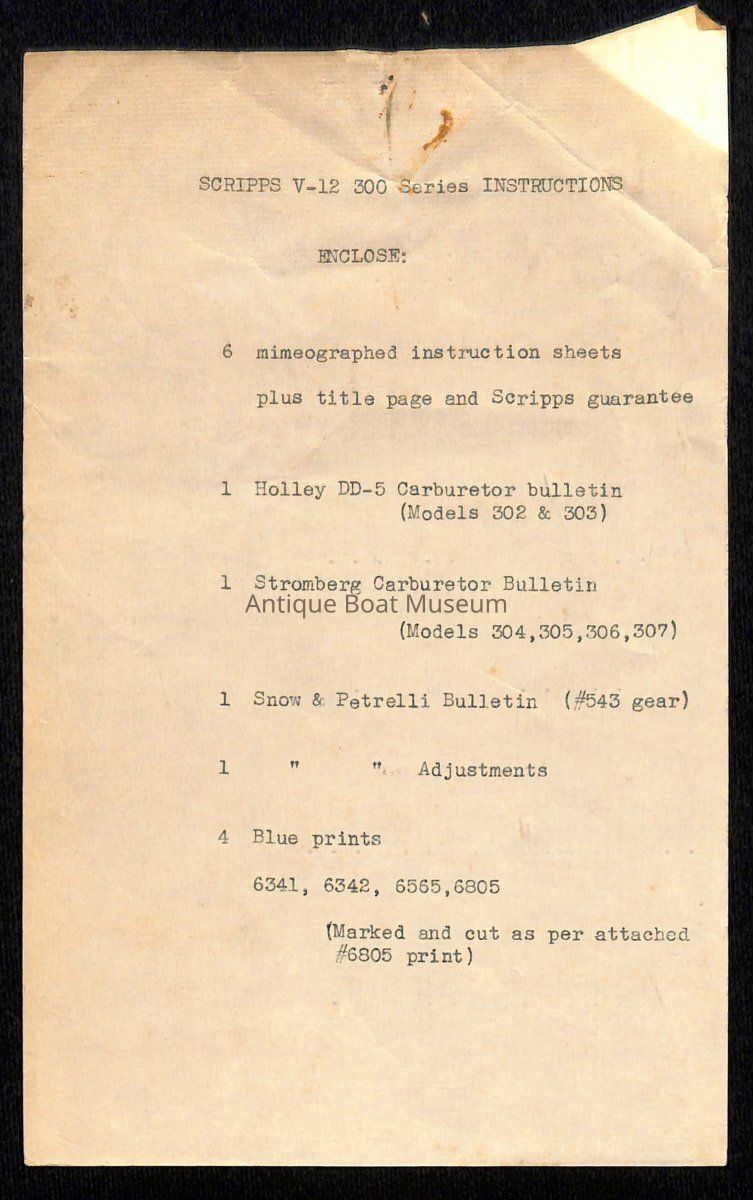 SCRIPPS V-12 300 Series INSTRUCTIONS
ENCLOSE:
6 mimeographed instruction sheets
plus title page and Scripps guarantee
1 Holley DD-5 Carburetor bulletin
(Models 302 & 303)
1 Stromberg Carburetor Bulletin
Antique Boat Museum
(Models 304,305,306,307)
1 Snow & Petrelli Bulletin (#543 gear)
1 " " Adjustments
4 Blue prints
6341, 6342, 6565,6805
(Marked and cut as per attached
#6805 print)